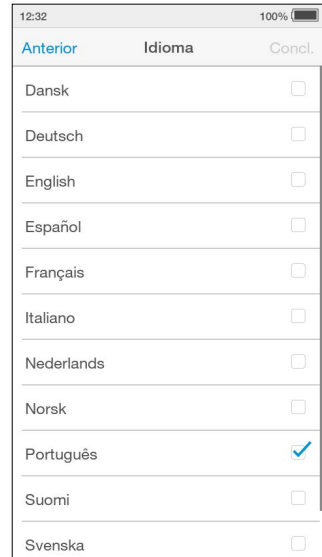 12:32 100%
Anterior Idioma Concl.
Dansk
Deutsch
English
Español
Français
Italiano
Nederlands
Norsk
Português
Suomi
Svenska